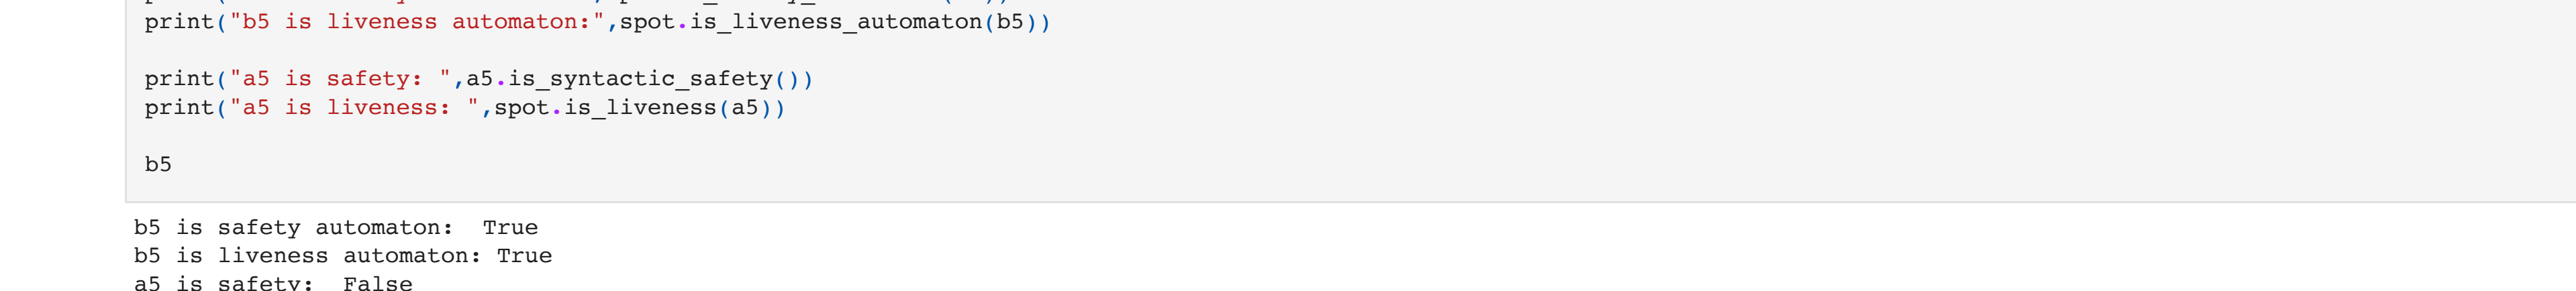 print("b5 is liveness automaton:",spot.is_liveness_automaton(b5))
print("a5 is safety: ",a5.is_syntactic_safety())
print("a5 is liveness: ",spot.is_liveness(a5))
b5
b5 is safety automaton:  True
b5 is liveness automaton: True
a5 is safety:  False